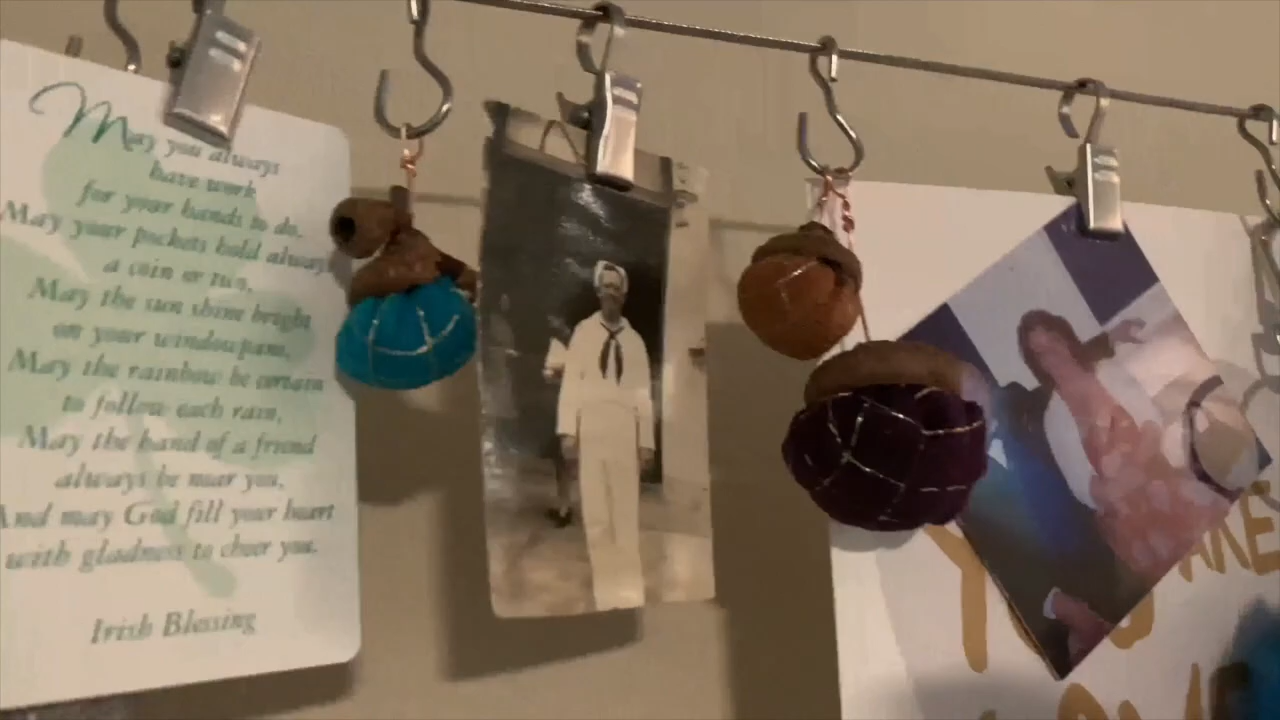 May you always
have work
for your hands to do.
May your pockets hold always
a coin or two.
May the sun shine bright
on your windowpane.
May the rainbow be certain
to follow each rain.
May the hand of a friend
always be near you.
And may God fill your heart
with gladness to cheer you.
Irish Blessing